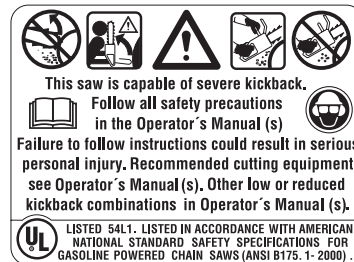 This saw is capable of severe kickback.
Follow all safety precautions
in the Operator´s Manual (s)
Failure to follow instructions could result in serious
personal injury. Recommended cutting equipment
see Operator´s Manual (s). Other low or reduced
kickback combinations in Operator´s Manual (s).
UL
LISTED 54L1. LISTED IN ACCORDANCE WITH AMERICAN
NATIONAL STANDARD SAFETY SPECIFICATIONS FOR
GASOLINE POWERED CHAIN SAWS (ANSI B175. 1- 2000) .